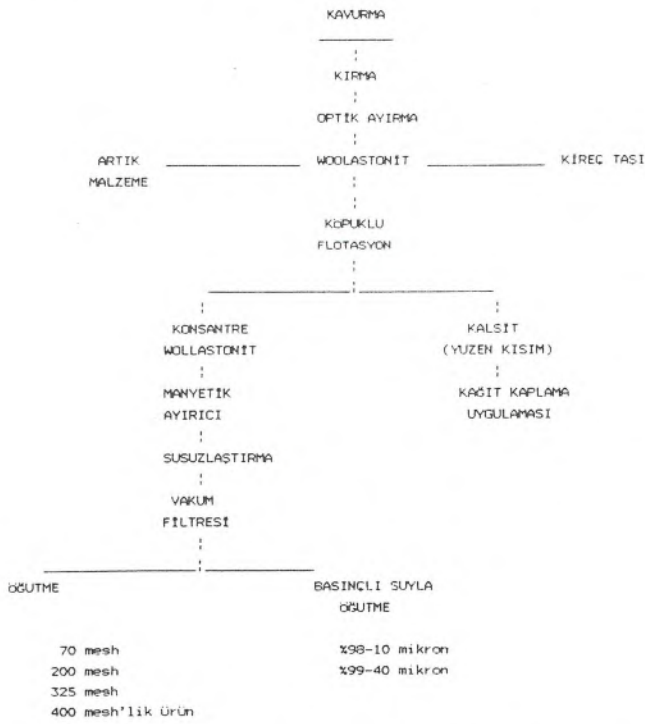 KAVURMA
KIRMA
OPTİK AYIRMA
ARTIK
MALZEME
WOOLASTONİT
KİREÇ TAŞI
KÖPUKLU
FLOTASYON
KONSANTRE
WOLLASTONİT
KALSİT
(YUZEN KISIM)
MANYETİK
AYIRICI
KAĞIT KAPLAMA
UYGULAMASI
SUSUZLAŞTIRMA
VAKUM
FİLTRESİ
ÖĞUTME
BASINÇLI SUYLA
ÖĞUTME
70 mesh
200 mesh
325 mesh
400 mesh'lik ürün
%98-10 mikron
%99-40 mikron